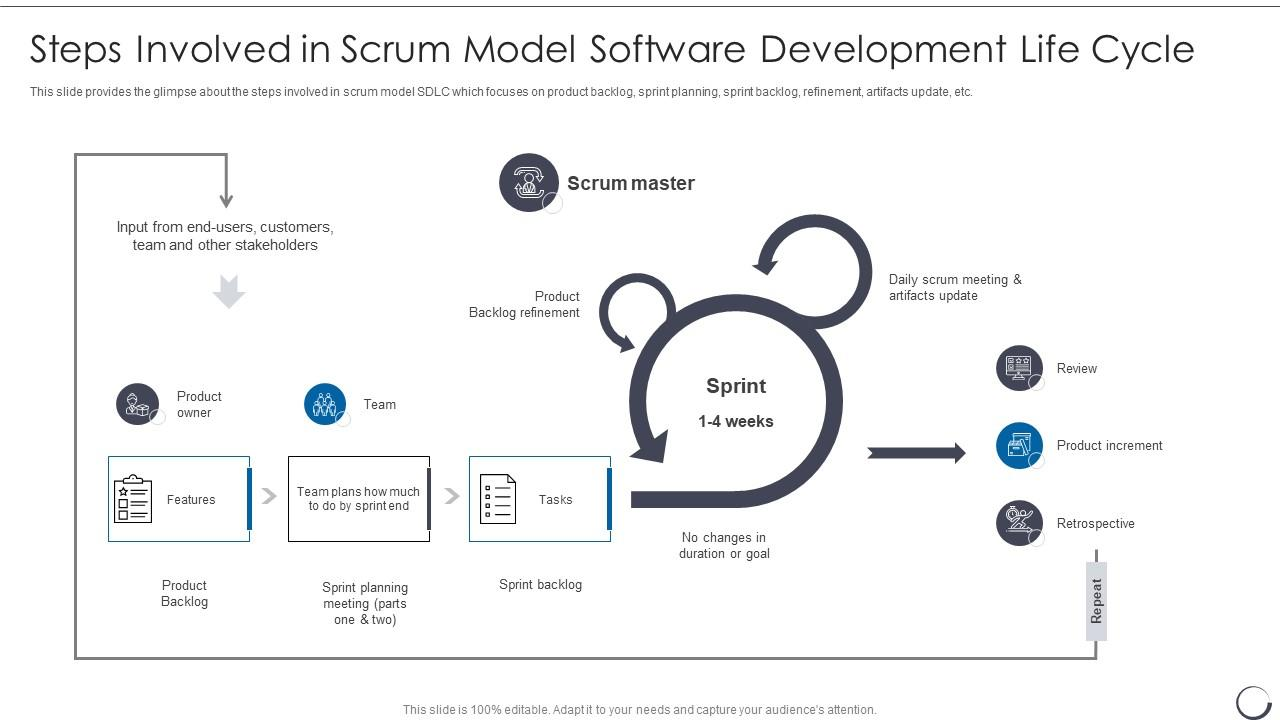 Steps Involved in Scrum Model Software Development Life Cycle
This slide provides the glimpse about the steps involved in scrum model SDLC which focuses on product backlog, sprint planning, sprint backlog, refinement, artifacts update, etc.
Scrum master
Input from end-users, customers,
team and other stakeholders
Product
Backlog refinement
Daily scrum meeting &
artifacts update
Sprint
1-4 weeks
Product
owner
Team
Features
Team plans how much
to do by sprint end
Tasks
Product
Backlog
Sprint planning
meeting (parts
one & two)
Sprint backlog
No changes in
duration or goal
Review
Product increment
Retrospective
Repeat
This slide is 100% editable. Adapt it to your needs and capture your audience's attention.